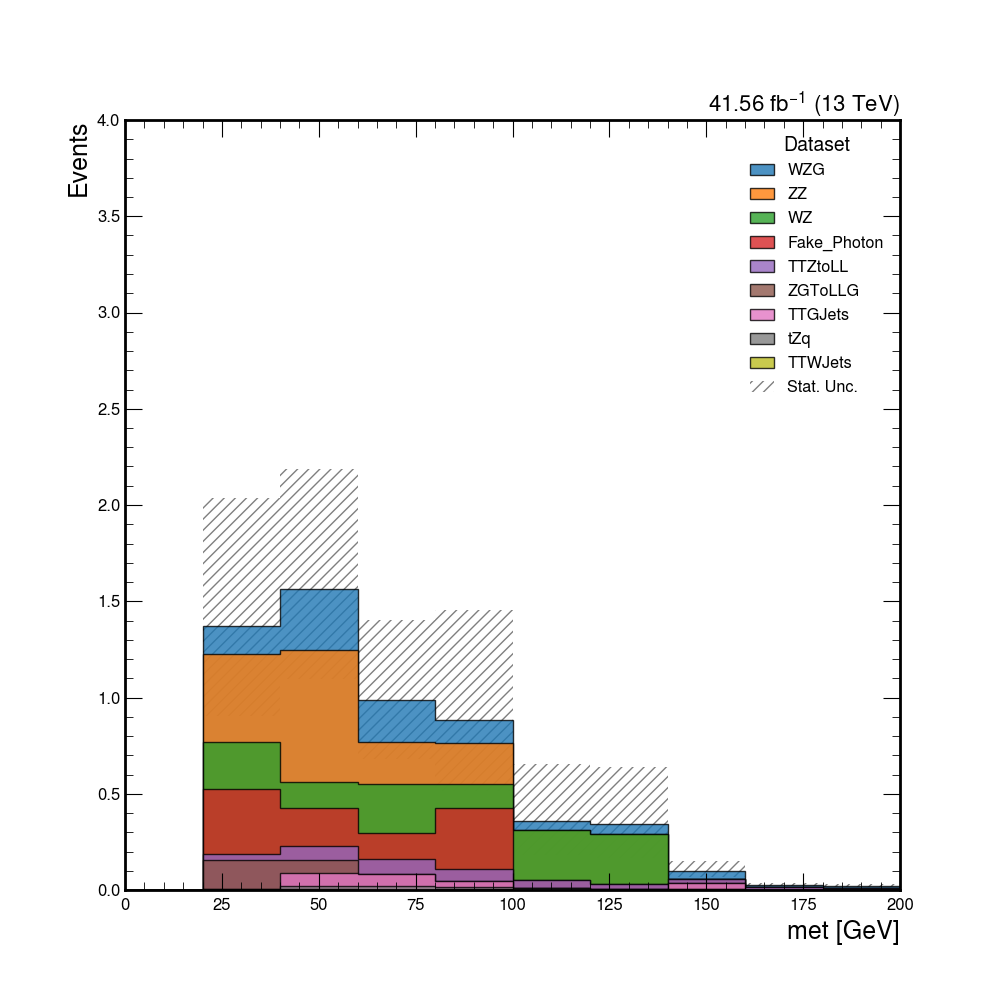 41.56 fb⁻¹ (13 TeV)
Events
4.0
3.5
3.0
2.5
2.0
1.5
1.0
0.5
0.0
Dataset
WZG
ZZ
WZ
Fake_Photon
TTZtoLL
ZGToLLG
TTGJets
tZq
TTWJets
Stat. Unc.
0 25 50 75 100 125 150 175 200
met [GeV]